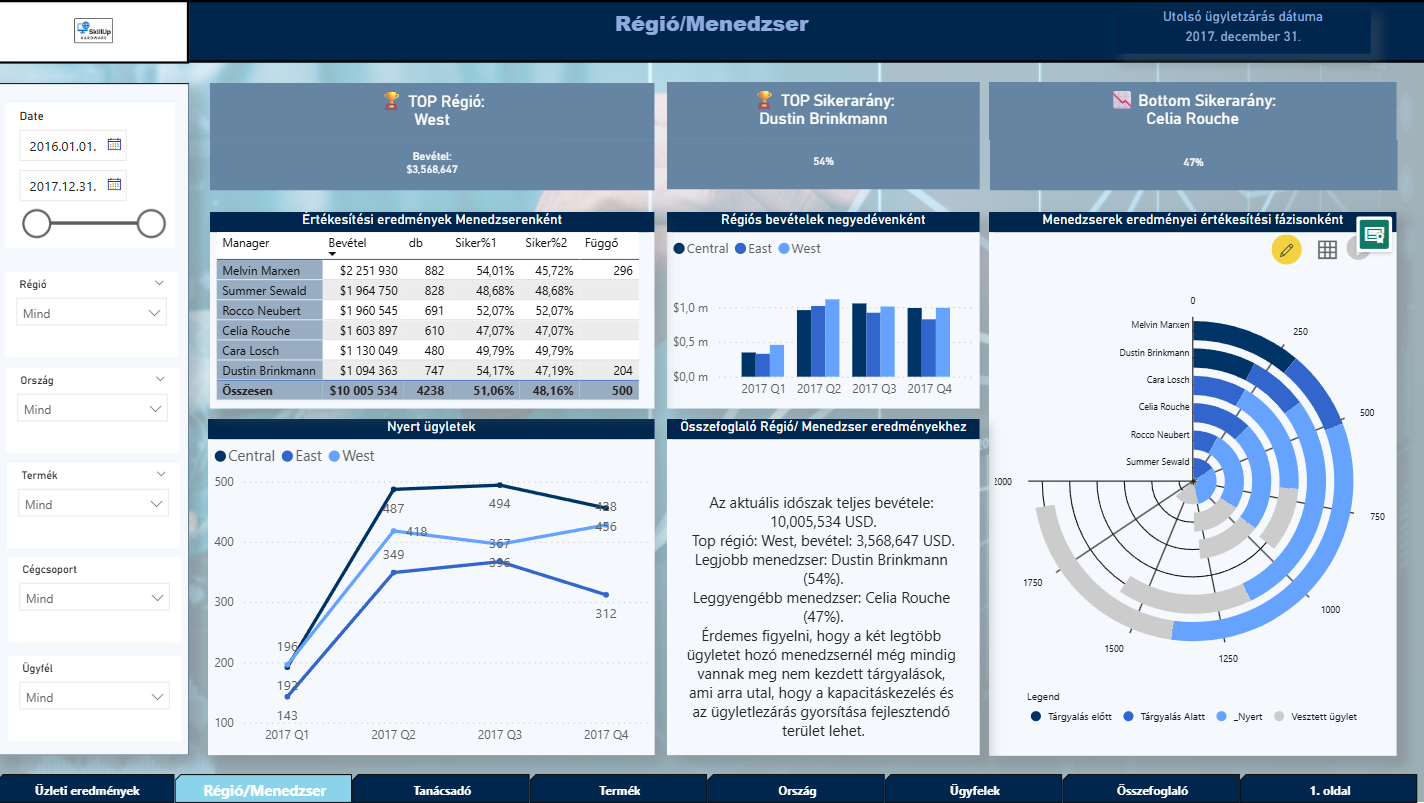 SkillUp
HARDWARE
Régió/Menedzser
Utolsó ügyletzárás dátuma
2017. december 31.
Date
2016.01.01.
2017.12.31.
Régió
Mind
Ország
Mind
Termék
Mind
Cégcsoport
Mind
Ügyfél
Mind
TOP Régió:
West
Bevétel:
$3,568,647
TOP Sikerarány:
Dustin Brinkmann
54%
Bottom Sikerarány:
Celia Rouche
47%
Értékesítési eredmények Menedzserenként
Manager Bevétel db Siker%1 Siker%2 Függő
Melvin Marxen $2 251 930 882 54,01% 45,72% 296
Summer Sewald $1 964 750 828 48,68% 48,68%
Rocco Neubert $1 960 545 691 52,07% 52,07%
Celia Rouche $1 603 897 610 47,07% 47,07%
Cara Losch $1 130 049 480 49,79% 49,79%
Dustin Brinkmann $1 094 363 747 54,17% 47,19% 204
Összesen $10 005 534 4238 51,06% 48,16% 500
Régiós bevételek negyedévenként
Central East West
$1,0 m
$0,5 m
$0,0 m
2017 Q1 2017 Q2 2017 Q3 2017 Q4
Menedzserek eredményei értékesítési fázisonként
0
250
500
750
1000
1250
1500
1750
2000
Melvin Marxen
Dustin Brinkmann
Cara Losch
Celia Rouche
Rocco Neubert
Summer Sewald
Legend
Tárgyalás előtt Tárgyalás Alatt _Nyert Vesztett ügylet
Nyert ügyletek
Central East West
500
400
300
200
100
196
192
143
487
418
349
494
367
396
438
456
312
2017 Q1 2017 Q2 2017 Q3 2017 Q4
Összefoglaló Régió/ Menedzser eredményekhez
Az aktuális időszak teljes bevétele:
10,005,534 USD.
Top régió: West, bevétel: 3,568,647 USD.
Legjobb menedzser: Dustin Brinkmann
(54%).
Leggyengébb menedzser: Celia Rouche
(47%).
Érdemes figyelni, hogy a két legtöbb
ügyletet hozó menedzsernél még mindig
vannak meg nem kezdett tárgyalások,
ami arra utal, hogy a kapacitáskezelés és
az ügyletlezárás gyorsítása fejlesztendő
terület lehet.
Üzleti eredmények
Régió/Menedzser
Tanácsadó
Termék
Ország
Ügyfelek
Összefoglaló
1. oldal